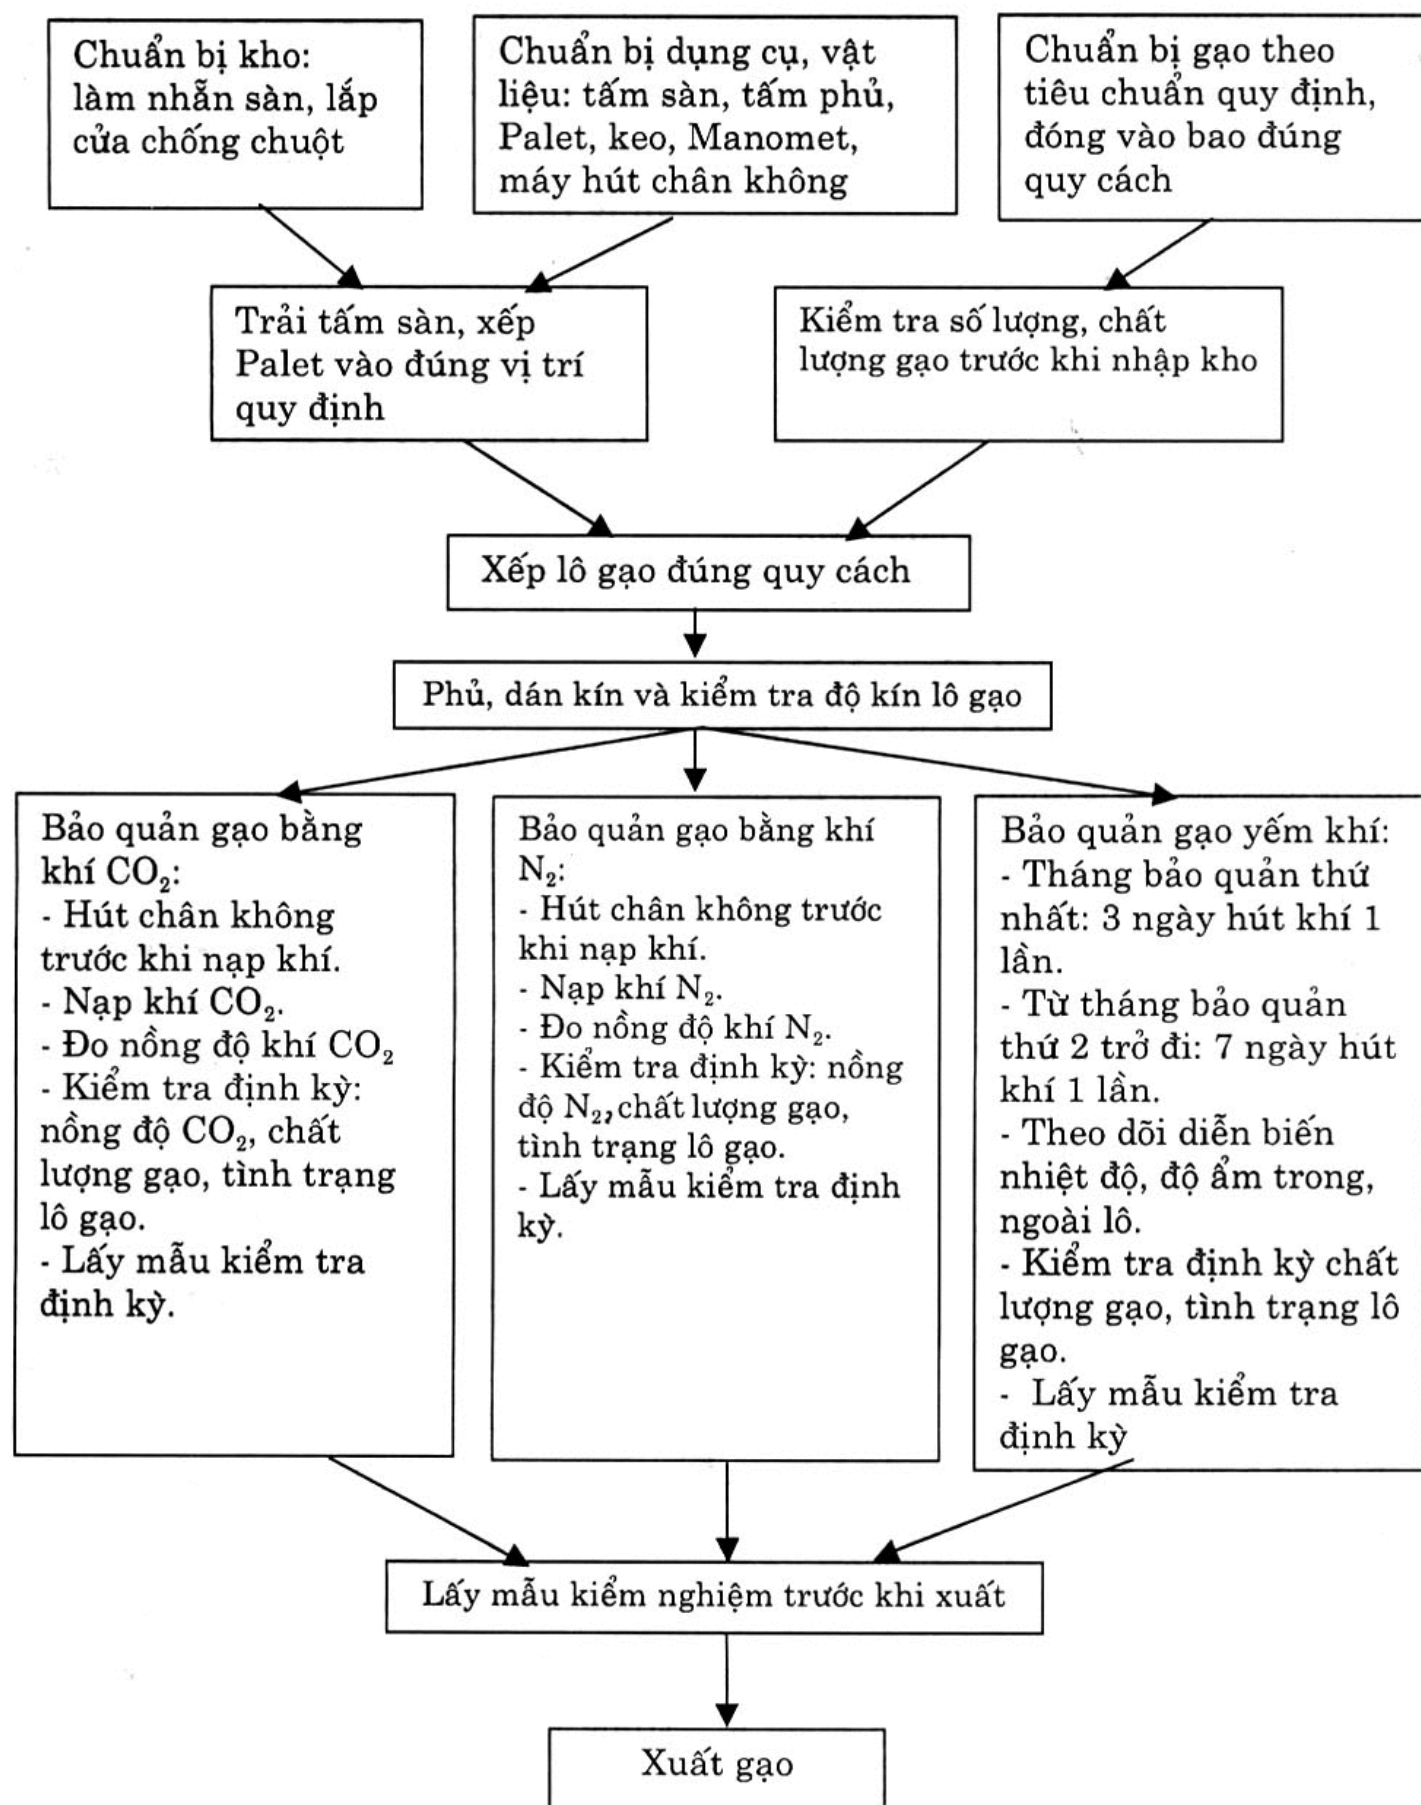 Chuẩn bị kho:
làm nhẵn sàn, lắp
cửa chống chuột
Chuẩn bị dụng cụ, vật
liệu: tấm sàn, tấm phủ,
Palet, keo, Manomet,
máy hút chân không
Chuẩn bị gạo theo
tiêu chuẩn quy định,
đóng vào bao đúng
quy cách
Trải tấm sàn, xếp
Palet vào đúng vị trí
quy định
Kiểm tra số lượng, chất
lượng gạo trước khi nhập kho
Xếp lô gạo đúng quy cách
Phủ, dán kín và kiểm tra độ kín lô gạo
Bảo quản gạo bằng
khí CO₂:
- Hút chân không
trước khi nạp khí.
- Nạp khí CO₂.
- Đo nồng độ khí CO₂
- Kiểm tra định kỳ:
nồng độ CO₂, chất
lượng gạo, tình trạng
lô gạo.
- Lấy mẫu kiểm tra
định kỳ.
Bảo quản gạo bằng khí
N₂:
- Hút chân không trước
khi nạp khí.
- Nạp khí N₂.
- Đo nồng độ khí N₂.
- Kiểm tra định kỳ: nồng
độ N₂, chất lượng gạo,
tình trạng lô gạo.
- Lấy mẫu kiểm tra định
kỳ.
Bảo quản gạo yếm khí:
- Tháng bảo quản thứ
nhất: 3 ngày hút khí 1
lần.
- Từ tháng bảo quản
thứ 2 trở đi: 7 ngày hút
khí 1 lần.
- Theo dõi diễn biến
nhiệt độ, độ ẩm trong,
ngoài lô.
- Kiểm tra định kỳ chất
lượng gạo, tình trạng lô
gạo.
- Lấy mẫu kiểm tra
định kỳ
Lấy mẫu kiểm nghiệm trước khi xuất
Xuất gạo